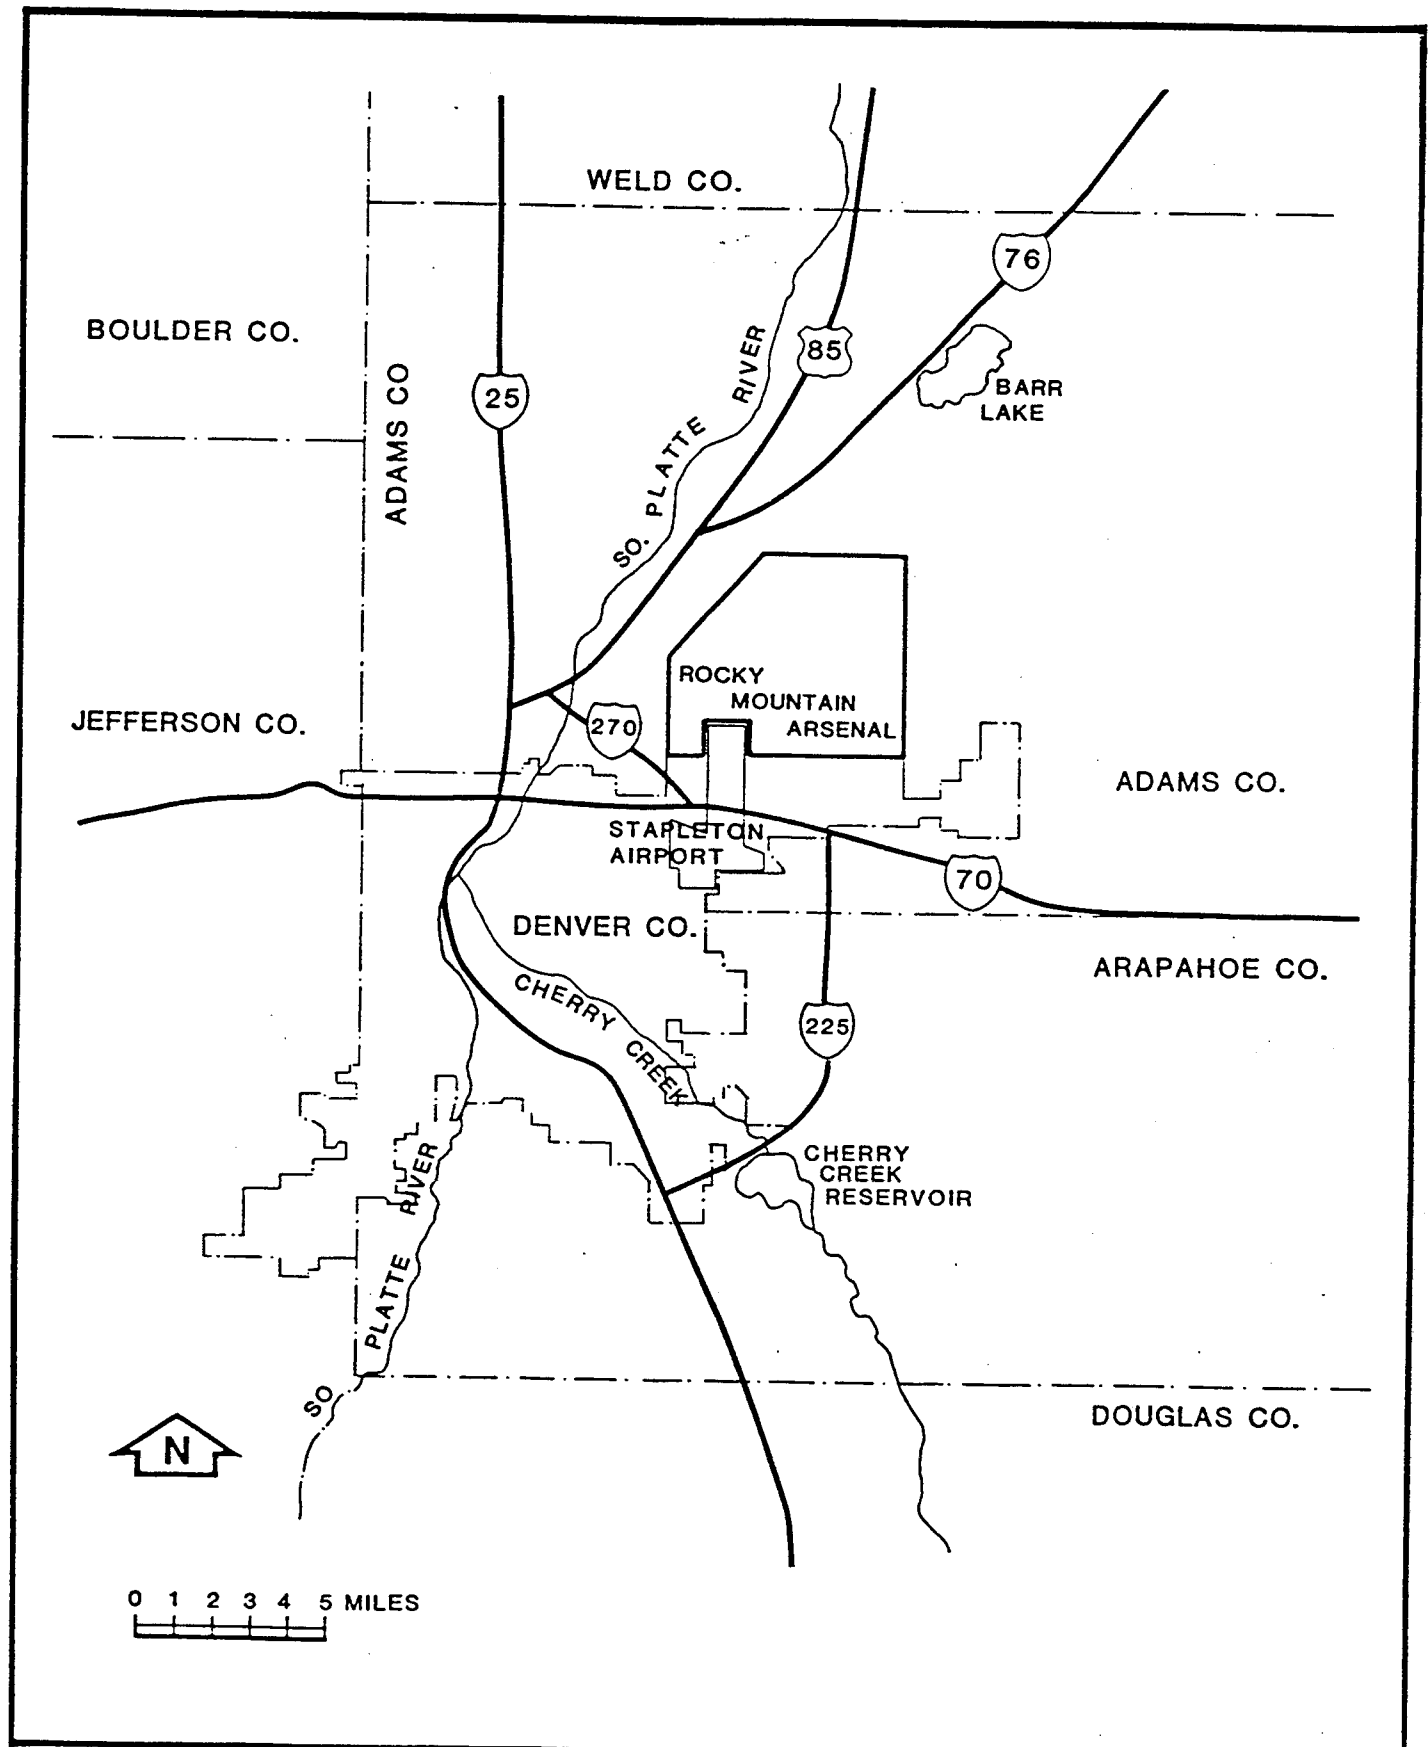 WELD CO.
76
BOULDER CO.
85
SO. PLATTE RIVER
25
ADAMS CO
BARR
LAKE
ROCKY
MOUNTAIN
ARSENAL
JEFFERSON CO.
270
ADAMS CO.
STAPLETON
AIRPORT
70
DENVER CO.
ARAPAHOE CO.
CHERRY CREEK
225
CHERRY
CREEK
RESERVOIR
SO PLATTE RIVER
DOUGLAS CO.
N
0 1 2 3 4 5 MILES